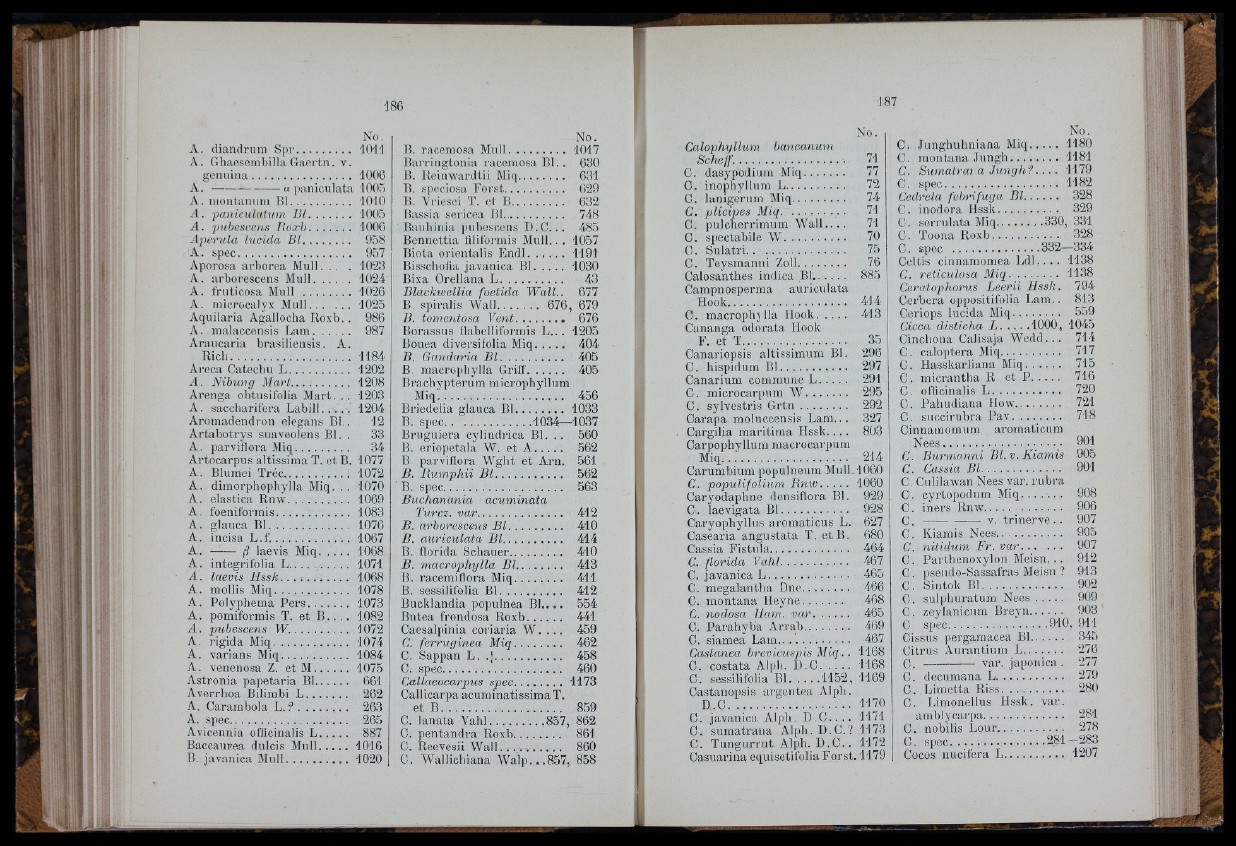 186
No.
A. diandrum Spr......... 1011
A. Ghaesembilla Gaertn. v.
genuina............... 1006
A. —— —— α paniculata 1005
A. montanum Bl......... 1010
A. paniculatum Bl....... 1005
A. pubescens Roxb....... 1006
Aperula lucida Bl........ 958
A. spec.................. 957
Aporosa arborea Mull..... 1023
A. arborescens Mull...... 1024
A. fruticosa Mull ........ 1026
A. microcalyx Mull....... 1025
Aquilaria Agallocha Roxb.. 986
A. malaccensis Lam....... 987
Araucaria brasiliensis. A.
Rich.................. 1184
Areca Catechu L.......... 1202
A. Nibung Mart.......... 1208
Arenga obtusifolia Mart... 1203
A. saccharifera Labill..... 1204
Aromadendron elegans Bl.. 12
Artabotrys suaveolens Bl.. 33
A. parviflora Miq......... 34
Artocarpus altissima T. et B. 1077
A. Blumei Tréc........... 1072
A. dimorphophylla Miq... 1070
A. elastica Rnw........... 1069
A. foeniformis............ 1083
A. glauca Bl............. 1076
A. incisa L.f............. 1067
A. —— β laevis Miq..... 1068
A. integrifolia L.......... 1071
A. laevis Hssk........... 1068
A. mollis Miq............ 1078
A. Polyphema Pers....... 1073
A. pomiformis T. et B.... 1082
A. pubescens W.......... 1072
A. rigida Miq............ 1074
A. varians Miq........... 1084
A. venenosa Z. et M...... 1075
Astronia papetaria Bl...... 661
Averrhoa Bilimbi L....... 262
A. Carambola L.?........ 263
A. spec................... 265
Avicennia officinalis L..... 887
Baccaurea dulcis Mull..... 1016
B. javanica Mull.......... 1020
No.
B. racemosa Mull......... 1017
Barringtonia racemosa Bl.. 630
B. Reinwardtii Miq....... 631
B. speciosa Forst.......... 629
B. Vriesei T. et B......... 632
Bassia sericea Bl.......... 748
Bauhinia pubescens D.C... 485
Bennettia filiformis Mull... 1057
Biota orientalis Endl...... 1191
Bisschofia javanica Bl..... 1030
Bixa Orellana L........... 43
Blackwellia foetida Wall.. 677
B spiralis Wall....... 676, 679
B. tomentosa Vent........ 676
Borassus flabelliformis L... 1205
Bouea diversifolia Miq..... 404
B. Gandaria Bl........... 405
B. macrophylla Griff....... 405
Brachypterum microphyllum
Miq................... 456
Briedelia glauca Bl........ 1033
B. spec...............1034—1037
Bruguiera cylindrica Bl... 560
B. eriopetala W. et A..... 562
B parviflora Wght et Arn. 561
B. Rumphii Bl........... 562
B. spec.................. 563
Buchanania acuminata
Turcz. var............. 412
B. arborescens Bl......... 410
B. auriculata Bl.......... 414
B. florida Schauer......... 410
B. macrophylla Bl........ 413
B. racemiflora Miq........ 411
B. sessilifolia Bl.......... 412
Bucklandia populnea Bl.... 554
Butea frondosa Roxb...... 441
Caesalpinia coriaria W.... 459
C. ferruginea Miq........ 462
C. Sappan L............. 458
C. spec.................. 460
Callaeocarpus spec........ 1173
Callicarpa acuminatissima T.
et B.................. 859
C. lanata Vahl.........857, 862
C. pentandra Roxb........ 861
C. Reevesii Wall.......... 860
C. Wallichiana Walp...857, 858
187
No.
Calophyllum bancanum
Scheff................. 71
C. dasypodium Miq....... 77
C. inophyllum L.......... 72
C. lanigerum Miq......... 74
C. plicipes Miq. ......... 71
C. pulcherrimum Wall.... 71
C. spectabile W.......... 70
C. Sulatri............... 75
C. Teysmanni Zoll........ 76
Calosanthes indica Bl...... 885
Campnosperma auriculata
Hook.................. 414
C. macrophylla Hook..... 413
Cananga odorata Hook
F. et T................ 35
Canariopsis altissimum Bl. 296
C. hispidum Bl........... 297
Canarium commune L..... 291
C. microcarpum W....... 295
C. sylvestris Grtn ........ 292
Carapa moluccensis Lam... 327
Cargilia maritima Hssk.... 803
Carpophyllum macrocarpum
Miq................... 214
Carumbium populneum Mull. 1060
C. populifolium Rnw..... 1060
Caryodaphne densiflora Bl. 929
C. laevigata Bl........... 928
Caryophyllus aromaticus L. 627
Casearia angustata T. et B. 680
Cassia Fistula............ 464
C. florida Vahl........... 467
C. javanica L............. 465
C. megalantha Dne........ 466
C. montana Heyne........ 468
C. nodosa Ham. var...... 465
C. Parahyba Arrab........ 469
C. siamea Lam............ 467
Castanea brevicuspis Miq.. 1168
C. costata Alph. D.C...... 1168
C. sessilifolia Bl.....1152, 1169
Castanopsis argentea Alph.
D.C................... 1170
C. javanica Alph. D C.... 1171
C. sumatrana Alph. D.C.? 1173
C. Tungurrut Alph. D.C.. 1172
Casuarina equisetifolia Forst. 1179
No.
C. Junghuhniana Miq..... 1180
C. montana Jungh........ 1181
C. Sumatrana Jungh?.... 1179
C. spec.................. 1182
Cedrela febrifuga Bl...... 328
C. inodora Hssk.......... 329
C. serrulata Miq........330, 331
C. Toona Roxb........... 328
C. spec...............332—334
Celtis cinnamomea Ldl.... 1138
C. reticulosa Miq........ 1138
Ceratophorus Leerii Hssk. 794
Cerbera oppositifolia Lam.. 813
Ceriops lucida Miq........ 559
Cicca disticha L.....1000, 1045
Cinchona Calisaja Wedd... 714
C. caloptera Miq.......... 717
C. Hasskarliana Miq...... 715
C. micrantha R et P..... 716
C. officinalis L........... 720
C. Pahudiana How........ 721
C. succirubra Pav......... 718
Cinnamomum aromaticum
Nees................... 901
C. Burmanni Bl. v. Kiamis 905
C. Cassia Bl............. 901
C. Culilawan Nees var. rubra
C. cyrtopodum Miq....... 908
C. iners Rnw............. 906
C. —— —— v. trinerve.. 907
C. Kiamis Nees........... 905
C. nitidum Fr. var....... 907
C. Parthenoxylon Meisn... 912
C. pseudo-Sassafras Meisn ? 913
C. Sintok Bl............. 902
C. sulphuratum Nees ..... 909
C. zeylanicum Breyn...... 903
C spec...............910, 911
Cissus pergamacea Bl...... 345
Citrus Aurantium L....... 276
C. ———— var. japonica. 277
C. decumana L........... 279
C. Limetta Riss........... 280
C. Limonellus Hssk. var.
amblycarpa............. 281
C. nobilis Lour........... 278
C. spec...............281—283
Cocos nucifera L.......... 1207